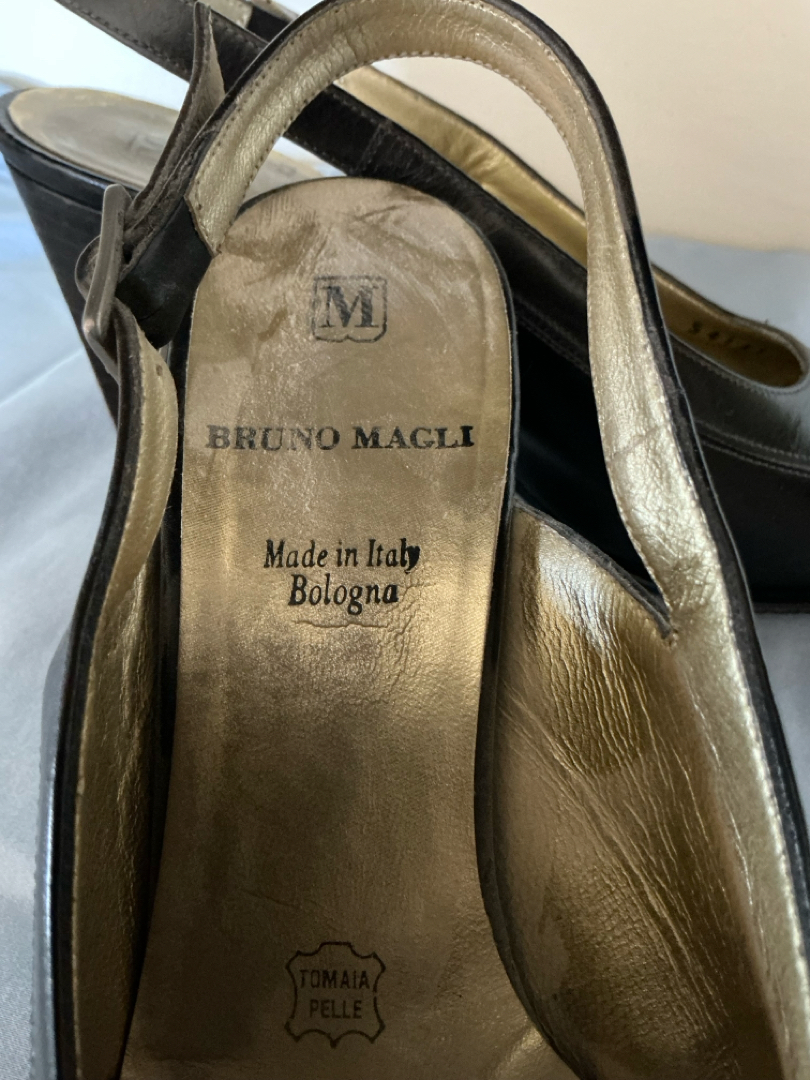 M
BRUNO MAGLI
Made in Italy
Bologna
TOMAIA
PELLE